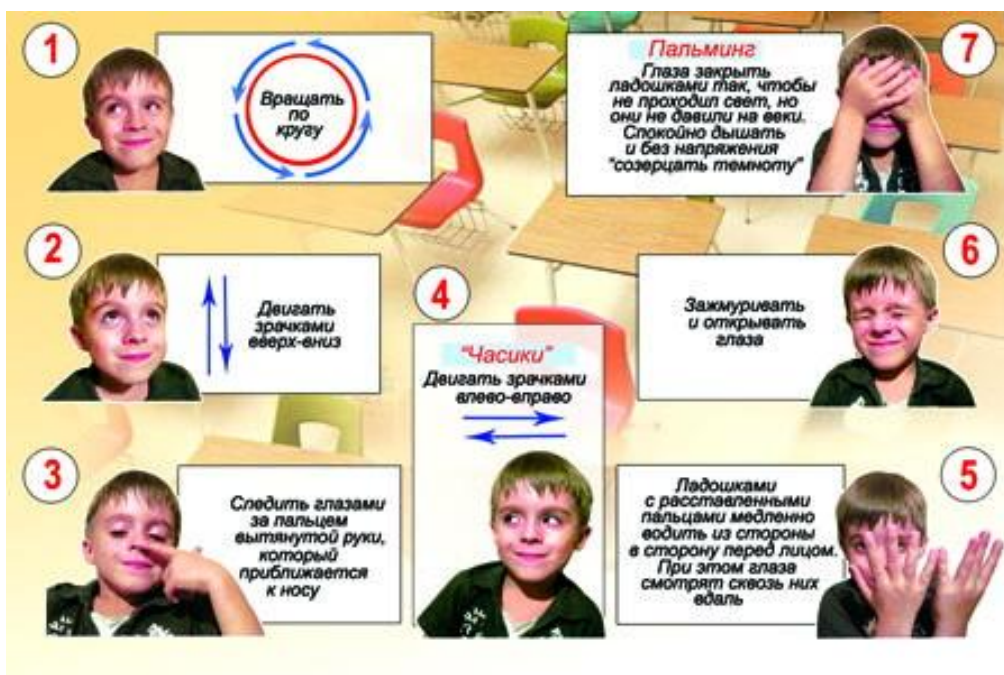 1
Вращать
по
кругу
2
Двигать
зрачками
вверх-вниз
3
Следить глазами
за пальцем
вытянутой руки,
который
приближается
к носу
4
"Часики"
Двигать зрачками
влево-вправо
5
Ладошками
с расставленными
пальцами медленно
водить из стороны
в сторону перед лицом.
При этом глаза
смотрят сквозь них
вдаль
6
Зажмуривать
и открывать
глаза
7
Пальминг
Глаза закрыть
ладошками так, чтобы
не проходил свет, но
они не давили на веки.
Спокойно дышать
и без напряжения
"созерцать темноту"